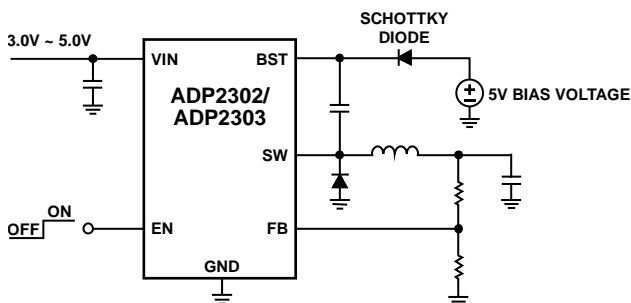 SCHOTTKY
DIODE
3.0V ~ 5.0V
VIN
BST
ADP2302/
ADP2303
5V BIAS VOLTAGE
SW
ON
OFF
EN
FB
GND